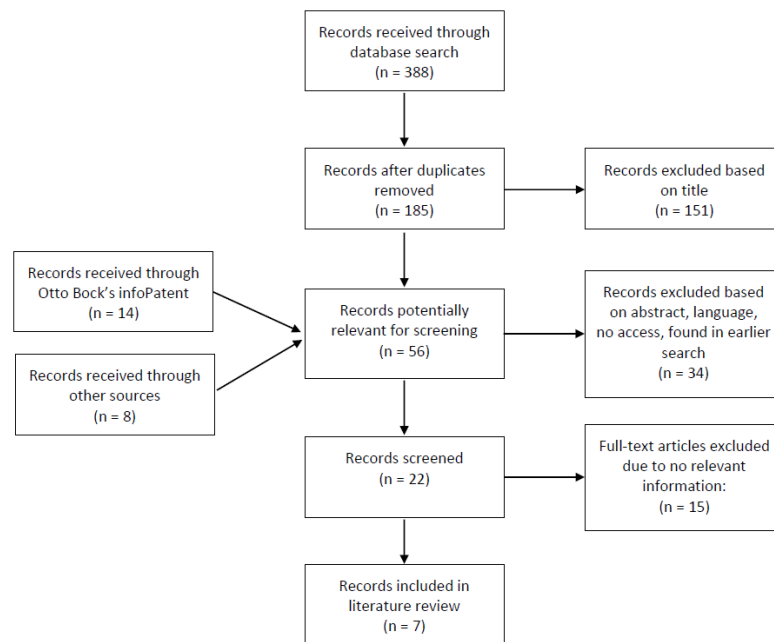 Records received through
database search
(n = 388)
Records after duplicates
removed
(n = 185)
Records excluded based
on title
(n = 151)
Records received through
Otto Bock's infoPatent
(n = 14)
Records potentially
relevant for screening
(n = 56)
Records excluded based
on abstract, language,
no access, found in earlier
search
(n = 34)
Records received through
other sources
(n = 8)
Records screened
(n = 22)
Full-text articles excluded
due to no relevant
information:
(n = 15)
Records included in
literature review
(n = 7)